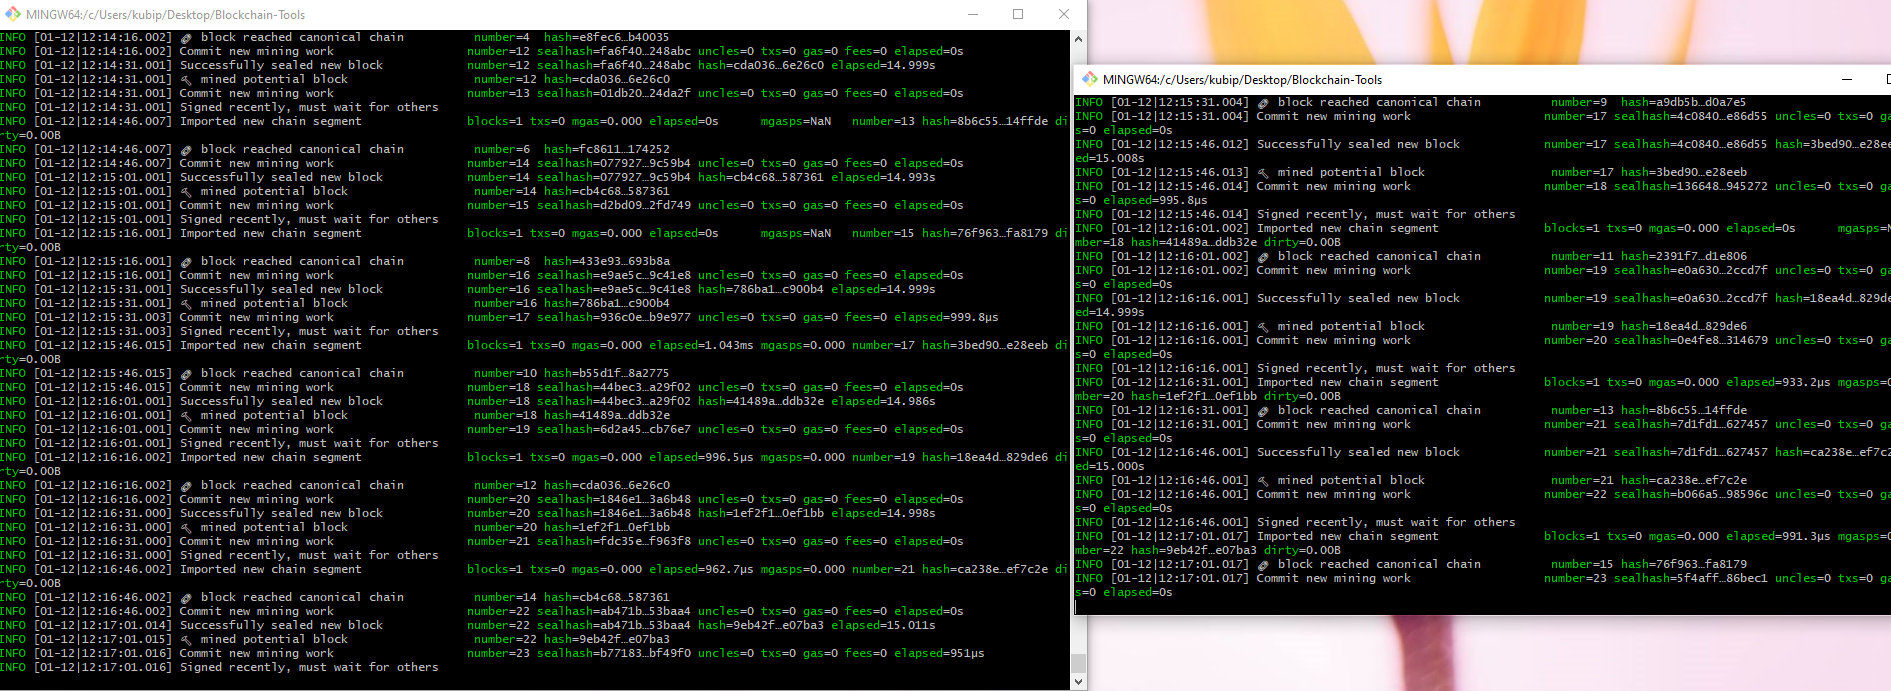 MINGW64:/c/Users/kubip/Desktop/Blockchain-Tools
INFO [01-12|12:14:16.002] 🔗 block reached canonical chain number=4 hash=e8fec6…b40035
INFO [01-12|12:14:16.002] Commit new mining work number=12 sealhash=fa6f40…248abc uncles=0 txs=0 gas=0 fees=0 elapsed=0s
INFO [01-12|12:14:31.001] Successfully sealed new block number=12 sealhash=fa6f40…248abc hash=cda036…6e26c0 elapsed=14.999s
INFO [01-12|12:14:31.001] 🔨 mined potential block number=12 hash=cda036…6e26c0
INFO [01-12|12:14:31.001] Commit new mining work number=13 sealhash=01db20…24da2f uncles=0 txs=0 gas=0 fees=0 elapsed=0s
INFO [01-12|12:14:31.001] Signed recently, must wait for others
INFO [01-12|12:14:46.007] Imported new chain segment blocks=1 txs=0 mgas=0.000 elapsed=0s mgasps=NaN number=13 hash=8b6c55…14ffde di
rty=0.00B
INFO [01-12|12:14:46.007] 🔗 block reached canonical chain number=6 hash=fc8611…174252
INFO [01-12|12:14:46.007] Commit new mining work number=14 sealhash=077927…9c59b4 uncles=0 txs=0 gas=0 fees=0 elapsed=0s
INFO [01-12|12:15:01.001] Successfully sealed new block number=14 sealhash=077927…9c59b4 hash=cb4c68…587361 elapsed=14.993s
INFO [01-12|12:15:01.001] 🔨 mined potential block number=14 hash=cb4c68…587361
INFO [01-12|12:15:01.001] Commit new mining work number=15 sealhash=d2bd09…2fd749 uncles=0 txs=0 gas=0 fees=0 elapsed=0s
INFO [01-12|12:15:01.001] Signed recently, must wait for others
INFO [01-12|12:15:16.001] Imported new chain segment blocks=1 txs=0 mgas=0.000 elapsed=0s mgasps=NaN number=15 hash=76f963…fa8179 di
rty=0.00B
INFO [01-12|12:15:16.001] 🔗 block reached canonical chain number=8 hash=433e93…693b8a
INFO [01-12|12:15:16.001] Commit new mining work number=16 sealhash=e9ae5c…9c41e8 uncles=0 txs=0 gas=0 fees=0 elapsed=0s
INFO [01-12|12:15:31.001] Successfully sealed new block number=16 sealhash=e9ae5c…9c41e8 hash=786ba1…c900b4 elapsed=14.999s
INFO [01-12|12:15:31.001] 🔨 mined potential block number=16 hash=786ba1…c900b4
INFO [01-12|12:15:31.003] Commit new mining work number=17 sealhash=936c0e…b9e977 uncles=0 txs=0 gas=0 fees=0 elapsed=999.8µs
INFO [01-12|12:15:31.003] Signed recently, must wait for others
INFO [01-12|12:15:46.015] Imported new chain segment blocks=1 txs=0 mgas=0.000 elapsed=1.043ms mgasps=0.000 number=17 hash=3bed90…e28eeb di
rty=0.00B
INFO [01-12|12:15:46.015] 🔗 block reached canonical chain number=10 hash=b55d1f…8a2775
INFO [01-12|12:15:46.015] Commit new mining work number=18 sealhash=44bec3…a29f02 uncles=0 txs=0 gas=0 fees=0 elapsed=0s
INFO [01-12|12:16:01.001] Successfully sealed new block number=18 sealhash=44bec3…a29f02 hash=41489a…ddb32e elapsed=14.986s
INFO [01-12|12:16:01.001] 🔨 mined potential block number=18 hash=41489a…ddb32e
INFO [01-12|12:16:01.001] Commit new mining work number=19 sealhash=6d2a45…cb76e7 uncles=0 txs=0 gas=0 fees=0 elapsed=0s
INFO [01-12|12:16:01.001] Signed recently, must wait for others
INFO [01-12|12:16:16.002] Imported new chain segment blocks=1 txs=0 mgas=0.000 elapsed=996.5µs mgasps=0.000 number=19 hash=18ea4d…829de6 di
rty=0.00B
INFO [01-12|12:16:16.002] 🔗 block reached canonical chain number=12 hash=cda036…6e26c0
INFO [01-12|12:16:16.002] Commit new mining work number=20 sealhash=1846e1…3a6b48 uncles=0 txs=0 gas=0 fees=0 elapsed=0s
INFO [01-12|12:16:31.000] Successfully sealed new block number=20 sealhash=1846e1…3a6b48 hash=1ef2f1…0ef1bb elapsed=14.998s
INFO [01-12|12:16:31.000] 🔨 mined potential block number=20 hash=1ef2f1…0ef1bb
INFO [01-12|12:16:31.000] Commit new mining work number=21 sealhash=fdc35e…f963f8 uncles=0 txs=0 gas=0 fees=0 elapsed=0s
INFO [01-12|12:16:31.000] Signed recently, must wait for others
INFO [01-12|12:16:46.002] Imported new chain segment blocks=1 txs=0 mgas=0.000 elapsed=962.7µs mgasps=0.000 number=21 hash=ca238e…ef7c2e di
rty=0.00B
INFO [01-12|12:16:46.002] 🔗 block reached canonical chain number=14 hash=cb4c68…587361
INFO [01-12|12:16:46.002] Commit new mining work number=22 sealhash=ab471b…53baa4 uncles=0 txs=0 gas=0 fees=0 elapsed=0s
INFO [01-12|12:17:01.014] Successfully sealed new block number=22 sealhash=ab471b…53baa4 hash=9eb42f…e07ba3 elapsed=15.011s
INFO [01-12|12:17:01.015] 🔨 mined potential block number=22 hash=9eb42f…e07ba3
INFO [01-12|12:17:01.016] Commit new mining work number=23 sealhash=b77183…bf49f0 uncles=0 txs=0 gas=0 fees=0 elapsed=951µs
INFO [01-12|12:17:01.016] Signed recently, must wait for others
MINGW64:/c/Users/kubip/Desktop/Blockchain-Tools
INFO [01-12|12:15:31.004] 🔗 block reached canonical chain number=9 hash=a9db5b…d0a7e5
INFO [01-12|12:15:31.004] Commit new mining work number=17 sealhash=4c0840…e86d55 uncles=0 txs=0 ga
s=0 elapsed=0s
INFO [01-12|12:15:46.012] Successfully sealed new block number=17 sealhash=4c0840…e86d55 hash=3bed90…e28ee
ed=15.008s
INFO [01-12|12:15:46.013] 🔨 mined potential block number=17 hash=3bed90…e28eeb
INFO [01-12|12:15:46.014] Commit new mining work number=18 sealhash=136648…945272 uncles=0 txs=0 ga
s=0 elapsed=995.8µs
INFO [01-12|12:15:46.014] Signed recently, must wait for others
INFO [01-12|12:16:01.002] Imported new chain segment blocks=1 txs=0 mgas=0.000 elapsed=0s mgasps=N
mber=18 hash=41489a…ddb32e dirty=0.00B
INFO [01-12|12:16:01.002] 🔗 block reached canonical chain number=11 hash=2391f7…d1e806
INFO [01-12|12:16:01.002] Commit new mining work number=19 sealhash=e0a630…2ccd7f uncles=0 txs=0 ga
s=0 elapsed=0s
INFO [01-12|12:16:16.001] Successfully sealed new block number=19 sealhash=e0a630…2ccd7f hash=18ea4d…829de
ed=14.999s
INFO [01-12|12:16:16.001] 🔨 mined potential block number=19 hash=18ea4d…829de6
INFO [01-12|12:16:16.001] Commit new mining work number=20 sealhash=0e4fe8…314679 uncles=0 txs=0 ga
s=0 elapsed=0s
INFO [01-12|12:16:16.001] Signed recently, must wait for others
INFO [01-12|12:16:31.001] Imported new chain segment blocks=1 txs=0 mgas=0.000 elapsed=933.2µs mgasps=0
mber=20 hash=1ef2f1…0ef1bb dirty=0.00B
INFO [01-12|12:16:31.001] 🔗 block reached canonical chain number=13 hash=8b6c55…14ffde
INFO [01-12|12:16:31.001] Commit new mining work number=21 sealhash=7d1fd1…627457 uncles=0 txs=0 ga
s=0 elapsed=0s
INFO [01-12|12:16:46.001] Successfully sealed new block number=21 sealhash=7d1fd1…627457 hash=ca238e…ef7c2
ed=15.000s
INFO [01-12|12:16:46.001] 🔨 mined potential block number=21 hash=ca238e…ef7c2e
INFO [01-12|12:16:46.001] Commit new mining work number=22 sealhash=b066a5…98596c uncles=0 txs=0 ga
s=0 elapsed=0s
INFO [01-12|12:16:46.001] Signed recently, must wait for others
INFO [01-12|12:17:01.017] Imported new chain segment blocks=1 txs=0 mgas=0.000 elapsed=991.3µs mgasps=0
mber=22 hash=9eb42f…e07ba3 dirty=0.00B
INFO [01-12|12:17:01.017] 🔗 block reached canonical chain number=15 hash=76f963…fa8179
INFO [01-12|12:17:01.017] Commit new mining work number=23 sealhash=5f4aff…86bec1 uncles=0 txs=0 ga
s=0 elapsed=0s